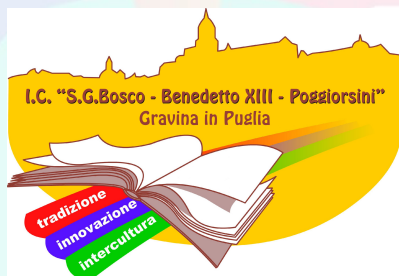 I.C. “S.G.Bosco - Benedetto XIII - Poggiorsini”
Gravina in Puglia
tradizione
innovazione
intercultura